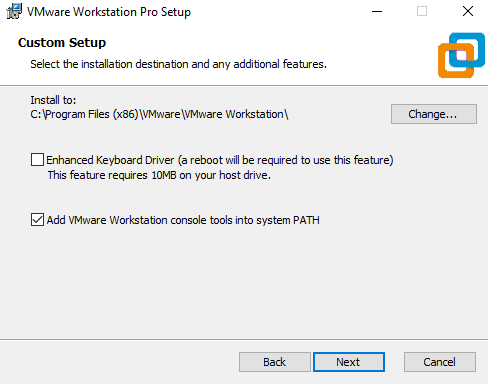 VMware Workstation Pro Setup
Custom Setup
Select the installation destination and any additional features.
Install to:
C:\Program Files (x86)\VMware\VMware Workstation\
Change...
Enhanced Keyboard Driver (a reboot will be required to use this feature)
This feature requires 10MB on your host drive.
Add VMware Workstation console tools into system PATH
Back
Next
Cancel